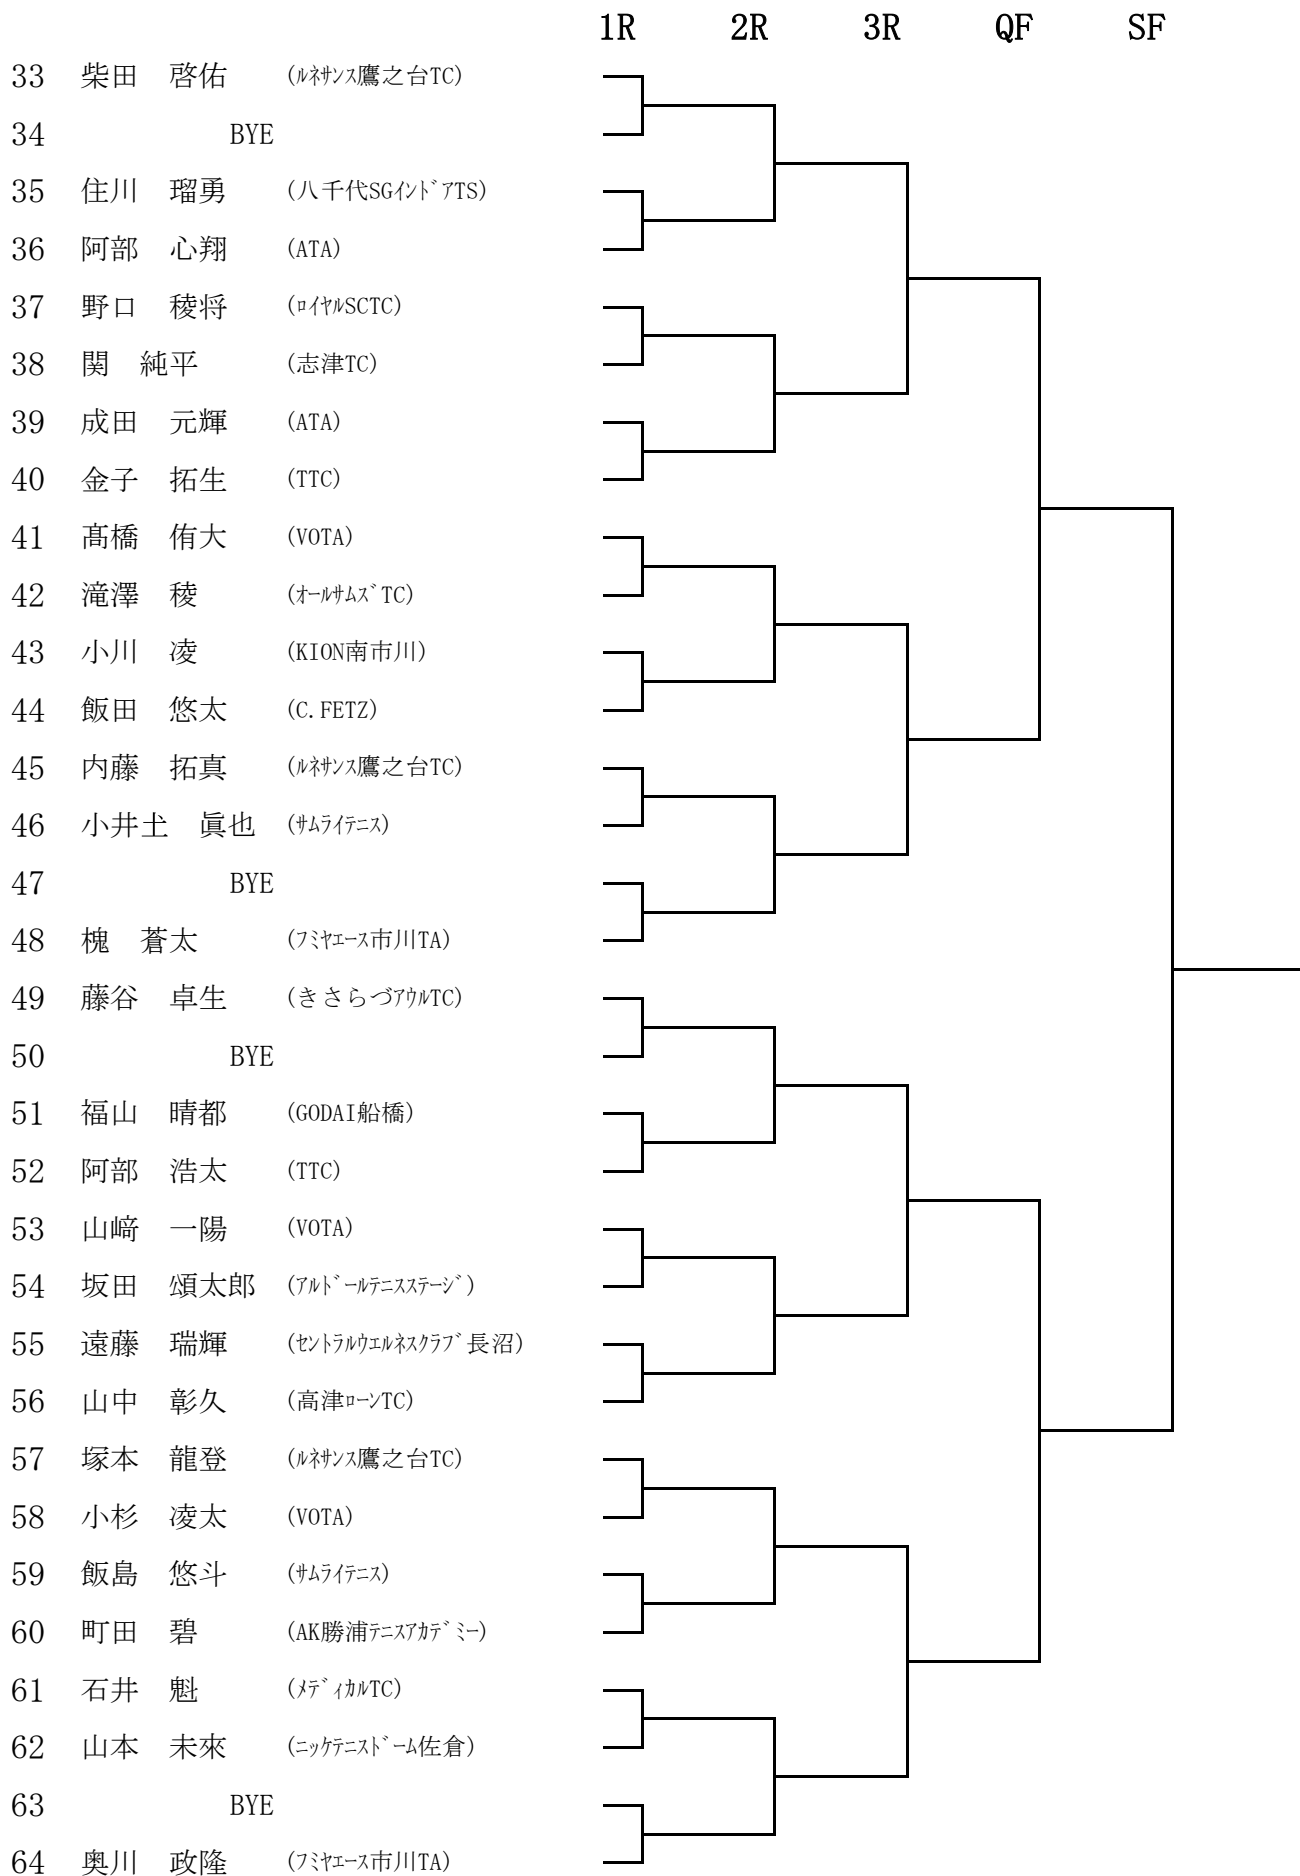 1R 2R 3R QF SF
33 柴田 啓佑 (ﾙﾈｻﾝｽ鷹之台TC)
34 BYE
35 住川 瑠勇 (八千代SGｲﾝﾄﾞｱTS)
36 阿部 心翔 (ATA)
37 野口 稜将 (ﾛｲﾔﾙSCTC)
38 関 純平 (志津TC)
39 成田 元輝 (ATA)
40 金子 拓生 (TTC)
41 髙橋 侑大 (VOTA)
42 滝澤 稜 (ｵｰﾙｻﾑｽﾞTC)
43 小川 凌 (KION南市川)
44 飯田 悠太 (C.FETZ)
45 内藤 拓真 (ﾙﾈｻﾝｽ鷹之台TC)
46 小井圡 眞也 (ｻﾑﾗｲﾃﾆｽ)
47 BYE
48 槐 蒼太 (ﾌﾐﾔｴｰｽ市川TA)
49 藤谷 卓生 (きさらづｱｳﾙTC)
50 BYE
51 福山 晴都 (GODAI船橋)
52 阿部 浩太 (TTC)
53 山﨑 一陽 (VOTA)
54 坂田 頌太郎 (ｱﾙﾄﾞｰﾙﾃﾆｽｽﾃｰｼﾞ)
55 遠藤 瑞輝 (ｾﾝﾄﾗﾙｳｴﾙﾈｽｸﾗﾌﾞ長沼)
56 山中 彰久 (高津ﾛｰﾝTC)
57 塚本 龍登 (ﾙﾈｻﾝｽ鷹之台TC)
58 小杉 凌太 (VOTA)
59 飯島 悠斗 (ｻﾑﾗｲﾃﾆｽ)
60 町田 碧 (AK勝浦ﾃﾆｽｱｶﾃﾞﾐｰ)
61 石井 魁 (ﾒﾃﾞｨｶﾙTC)
62 山本 未來 (ﾆｯｹﾃﾆｽﾄﾞｰﾑ佐倉)
63 BYE
64 奥川 政隆 (ﾌﾐﾔｴｰｽ市川TA)